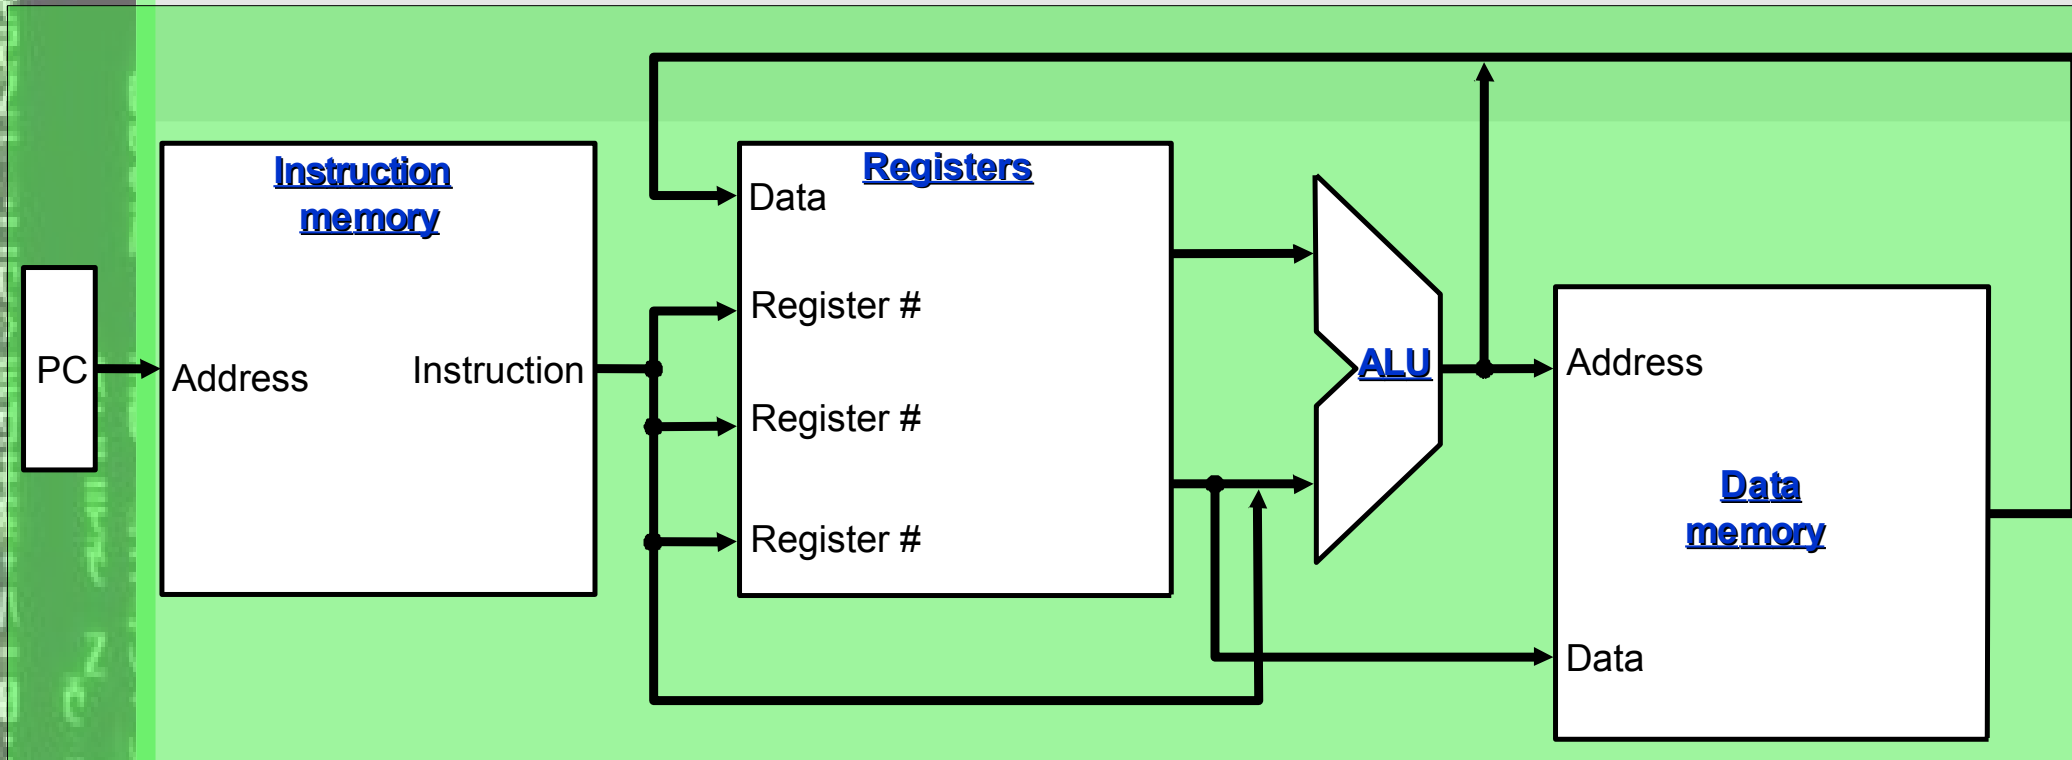 PC
Instruction
memory
Address
Instruction
Registers
Data
Register #
Register #
Register #
ALU
Address
Data
memory
Data